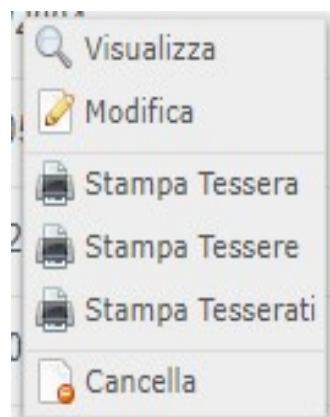 Visualizza
Modifica
Stampa Tessera
Stampa Tessere
Stampa Tesserati
Cancella